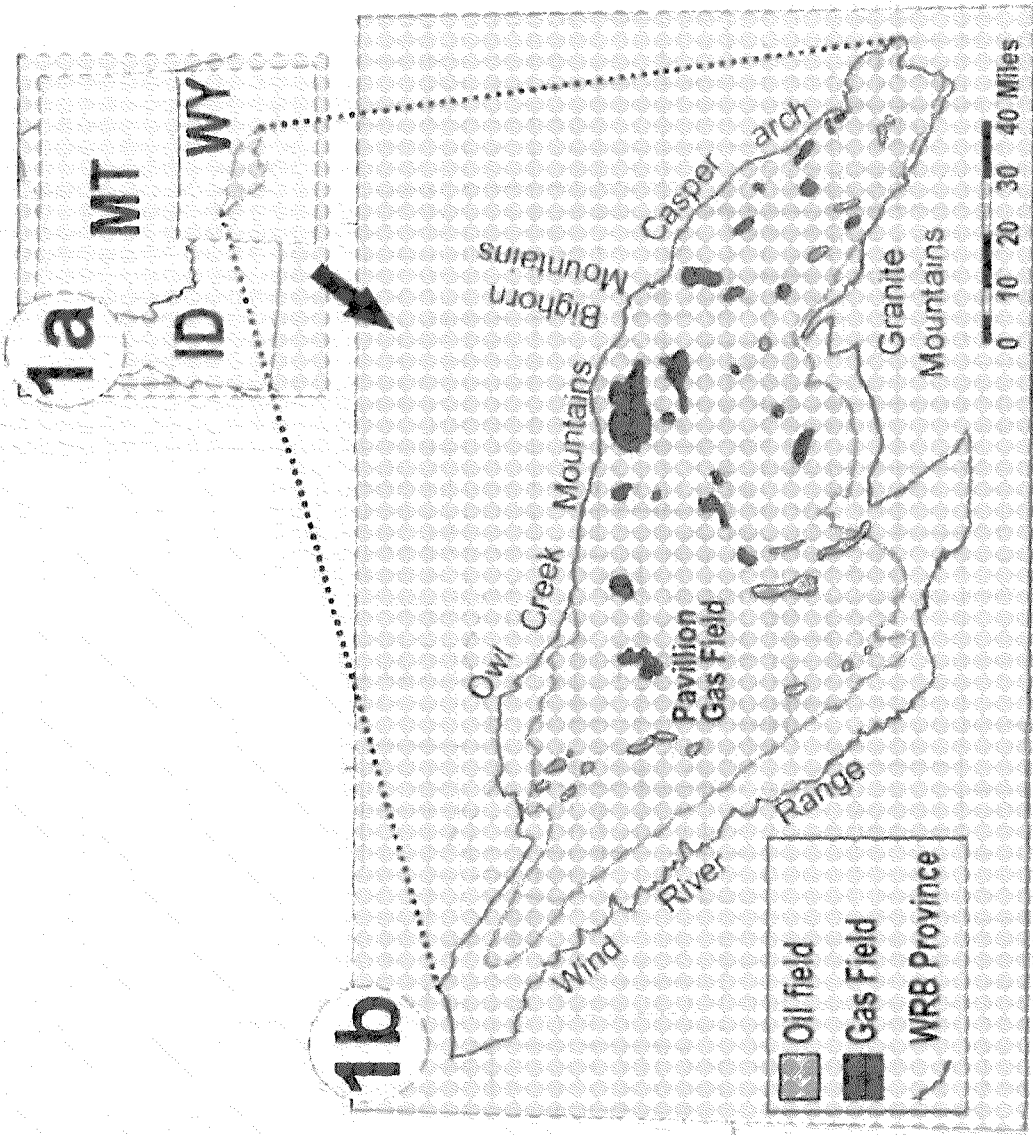 1a
MT
ID
WY
1b
Owl
Creek
Mountains
Bighorn
Mountains
Casper
arch
Wind
River
Range
Pavillion
Gas Field
Granite
Mountains
Oil field
Gas Field
WRB Province
0 10 20 30 40 Miles